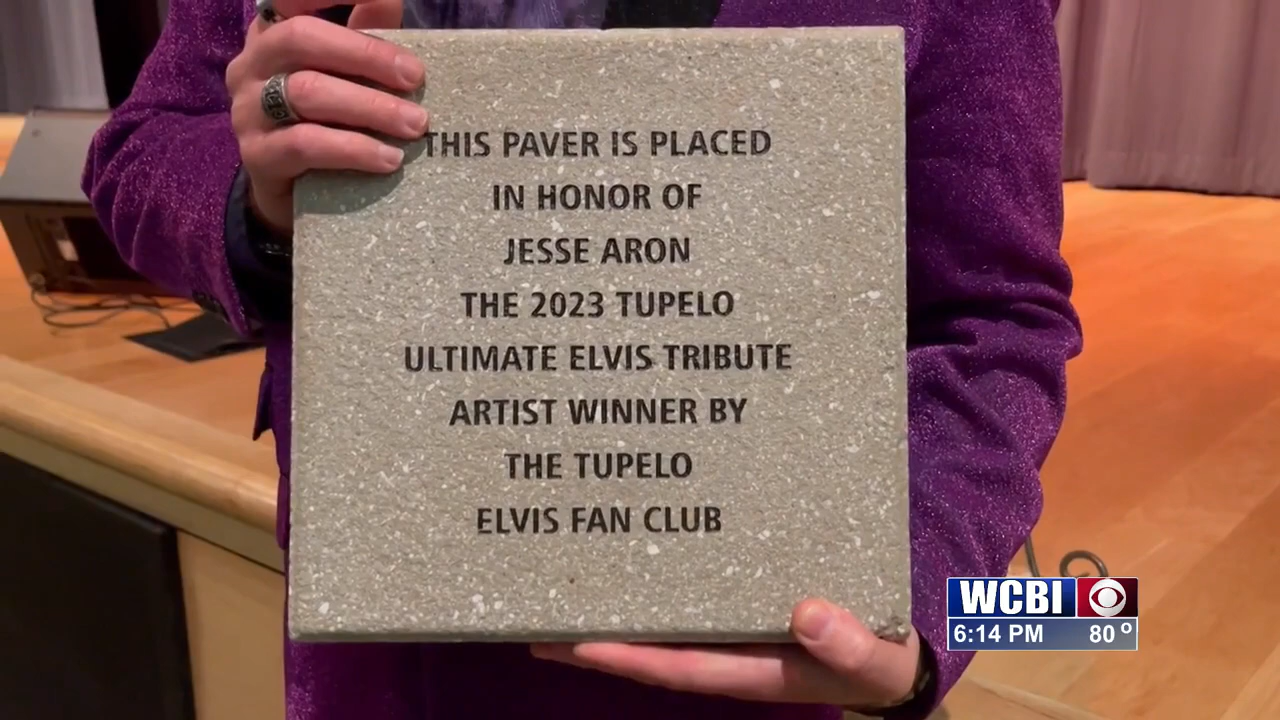 THIS PAVER IS PLACED
IN HONOR OF
JESSE ARON
THE 2023 TUPELO
ULTIMATE ELVIS TRIBUTE
ARTIST WINNER BY
THE TUPELO
ELVIS FAN CLUB
WCBI
6:14 PM 80°